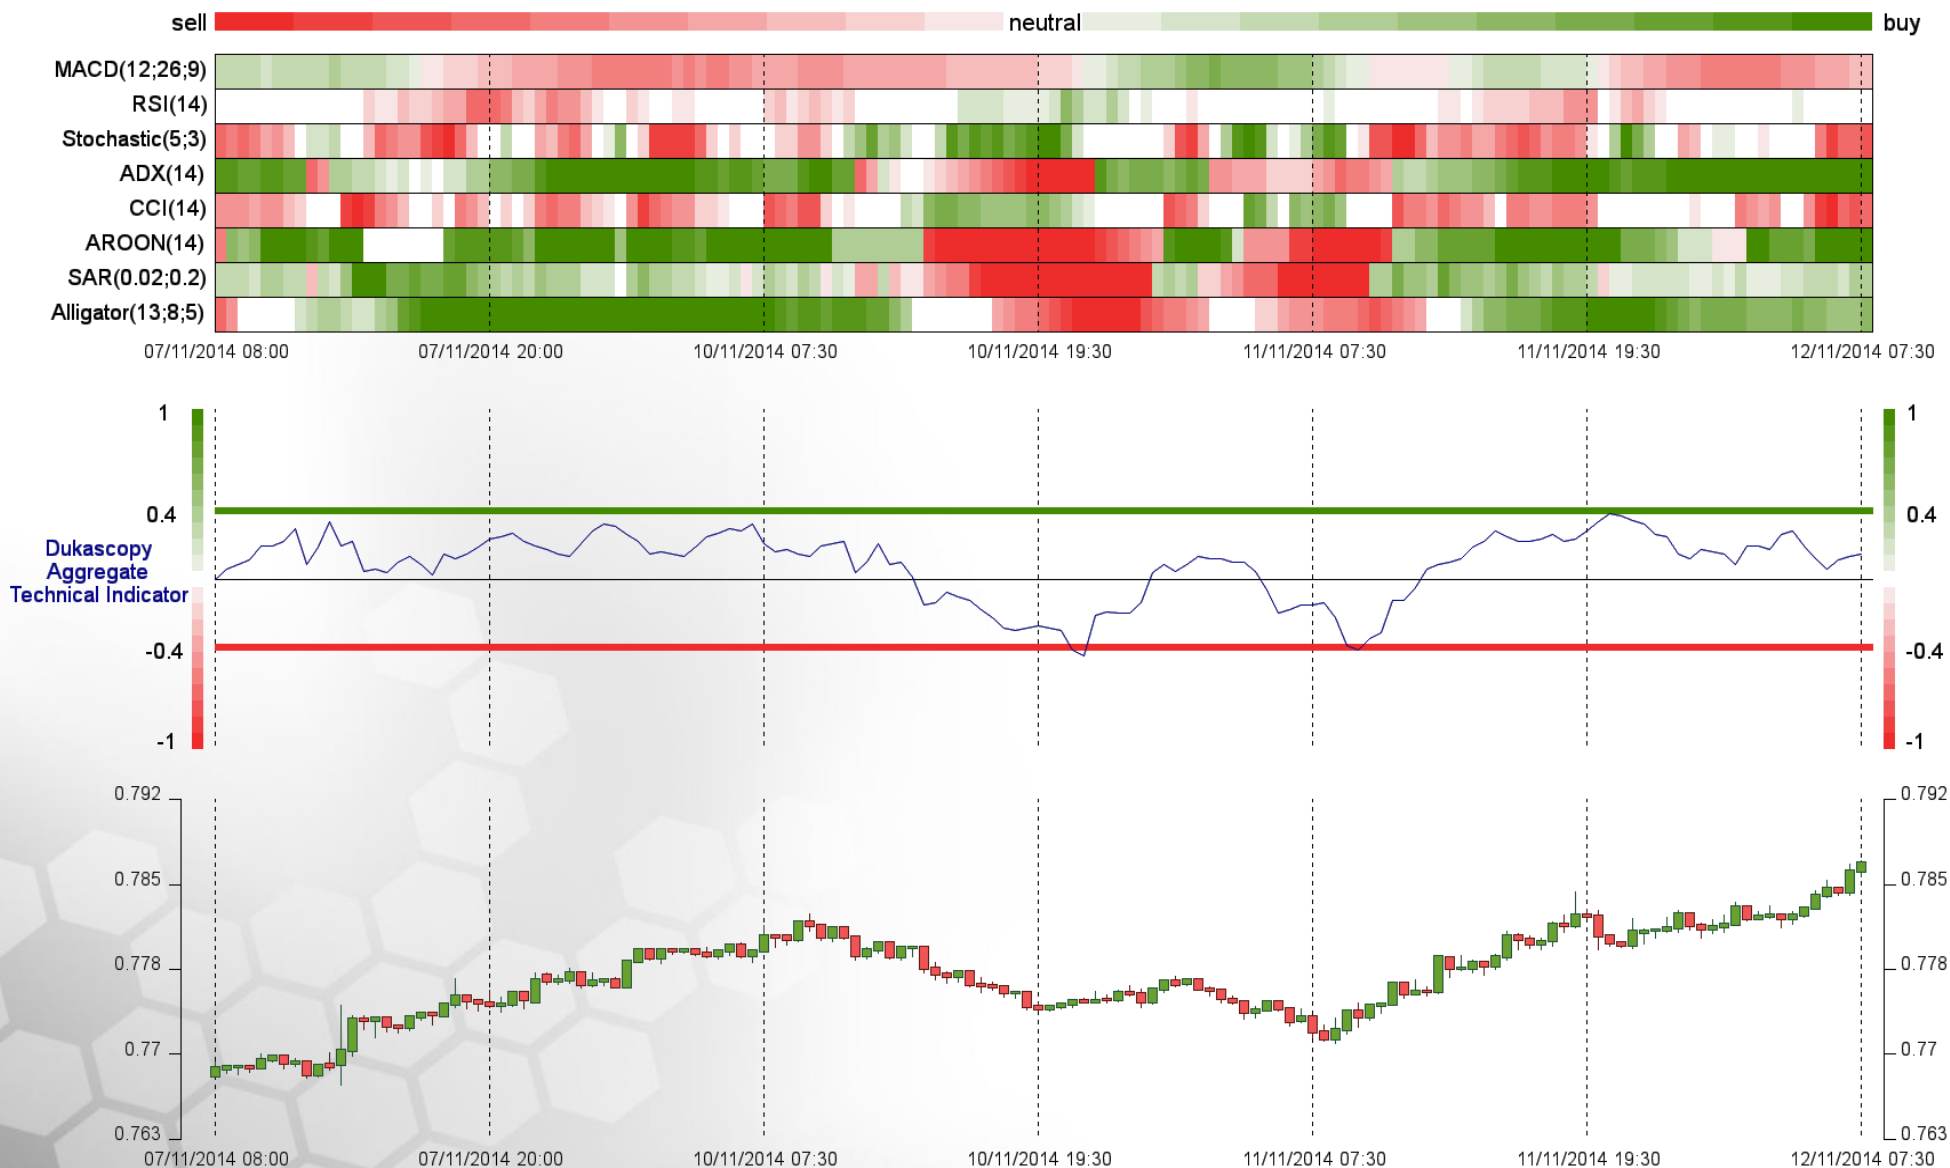 sell neutral buy
MACD(12;26;9)
RSI(14)
Stochastic(5;3)
ADX(14)
CCI(14)
AROON(14)
SAR(0.02;0.2)
Alligator(13;8;5)
07/11/2014 08:00 07/11/2014 20:00 10/11/2014 07:30 10/11/2014 19:30 11/11/2014 07:30 11/11/2014 19:30 12/11/2014 07:30
1 1
0.4 0.4
Dukascopy
Aggregate
Technical Indicator
-0.4 -0.4
-1 -1
0.792 0.792
0.785 0.785
0.778 0.778
0.77 0.77
0.763 0.763
07/11/2014 08:00 07/11/2014 20:00 10/11/2014 07:30 10/11/2014 19:30 11/11/2014 07:30 11/11/2014 19:30 12/11/2014 07:30